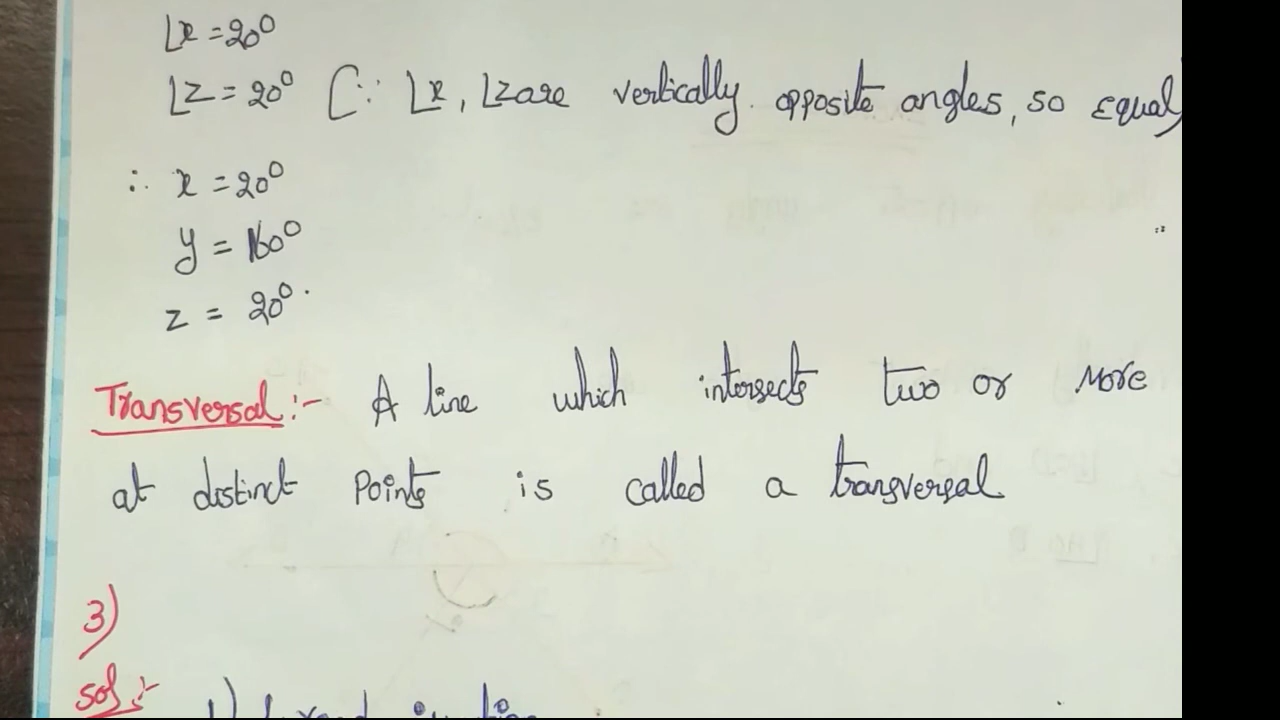 ∠x = 20°
∠z = 20° (∵ ∠x, ∠z are vertically opposite angles, so equal)
∴ x = 20°
y = 160°
z = 20°.
Transversal :- A line which intersects two or more
at distinct points is called a transversal
3)
Sol :-
1)